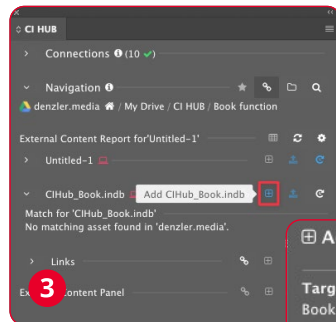 CI HUB
Connections (10 ✓)
Navigation
denzler.media / My Drive / CI HUB / Book function
External Content Report for'Untitled-1'
Untitled-1
CIHub_Book.indb
Add CIHub_Book.indb
Match for 'CIHub_Book.indb'
No matching asset found in 'denzler.media'.
Links
Content Panel
3
A
Targ
Book